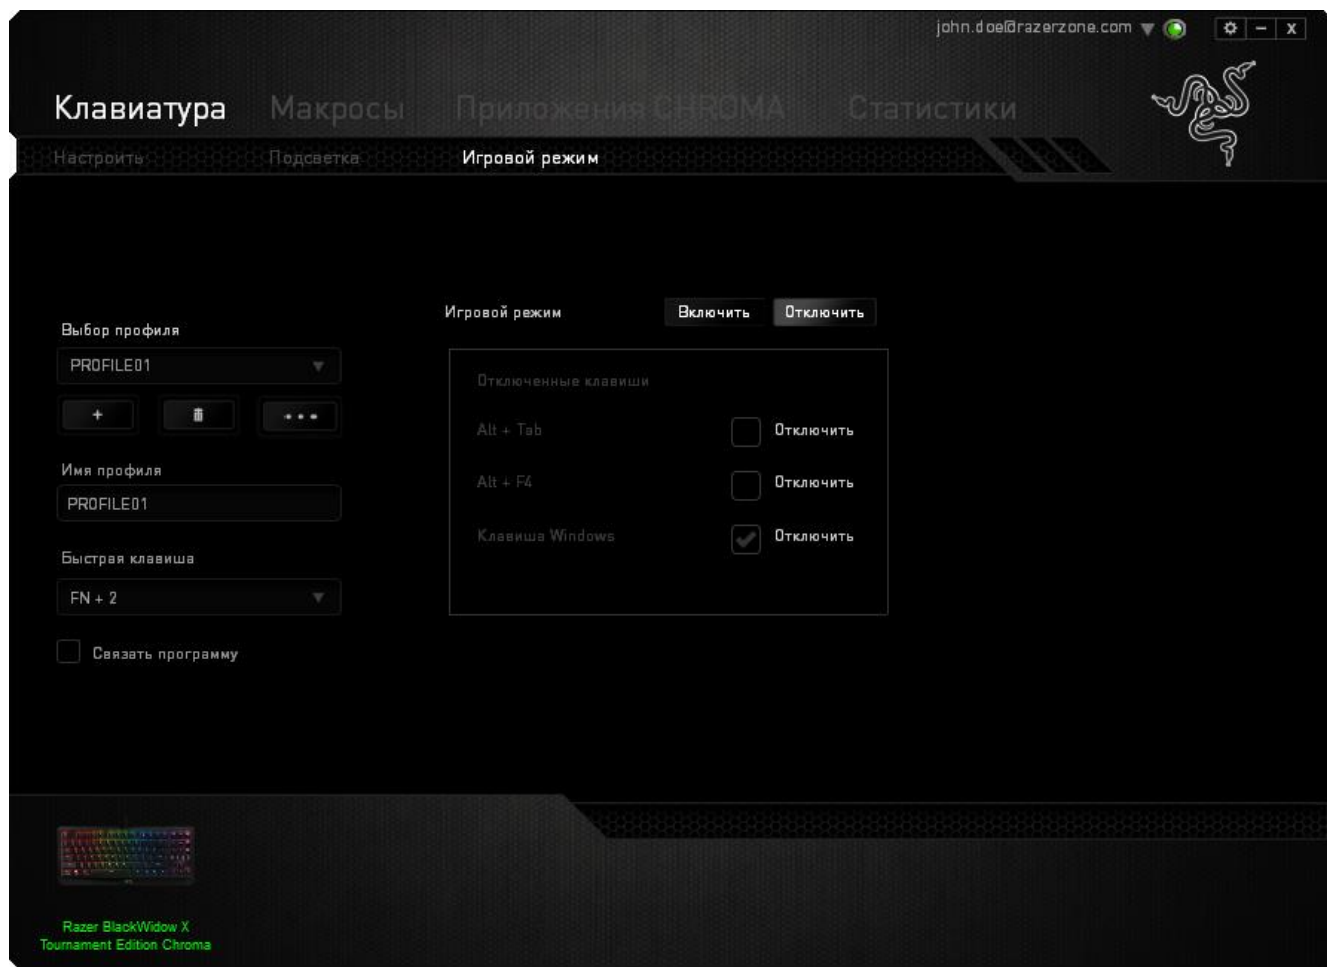 john.doe@razerzone.com
Клавиатура Макросы Приложения CHROMA Статистики
Настроить Подсветка Игровой режим
Игровой режим Включить Отключить
Выбор профиля
PROFILE01
Отключенные клавиши
Alt + Tab Отключить
Имя профиля
Alt + F4 Отключить
PROFILE01
Клавиша Windows Отключить
Быстрая клавиша
FN + 2
Связать программу
Razer BlackWidow X
Tournament Edition Chroma